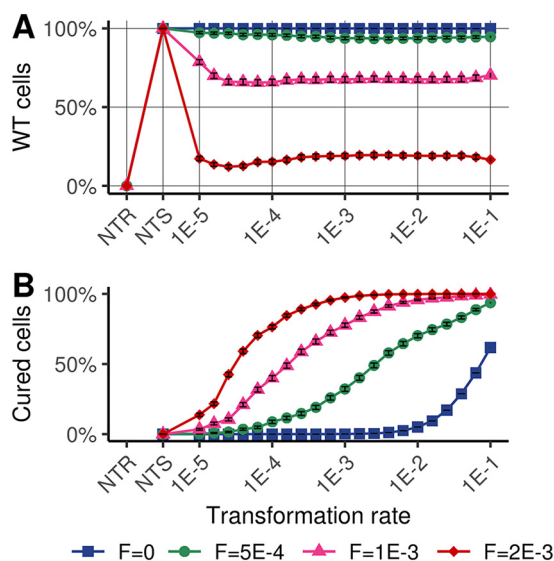 A
WT cells
100%
50%
0%
NTR
NTS
1E-5
1E-4
1E-3
1E-2
1E-1
B
Cured cells
100%
50%
0%
NTR
NTS
1E-5
1E-4
1E-3
1E-2
1E-1
Transformation rate
F=0 F=5E-4 F=1E-3 F=2E-3